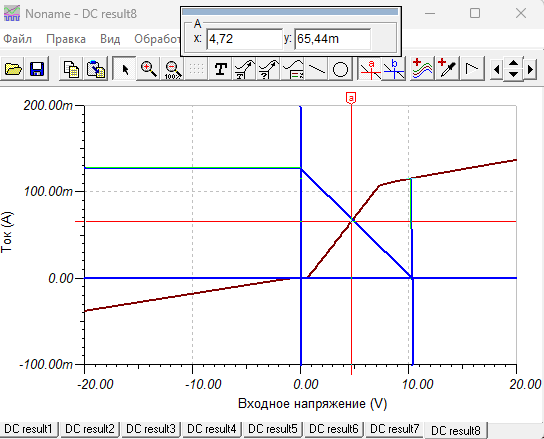 Noname - DC result8
A
x: 4,72 y: 65,44m
Файл Правка Вид Обработ
T
100%
a b
a
200.00m
100.00m
0.00
-100.00m
Ток (A)
-20.00 -10.00 0.00 10.00 20.00
Входное напряжение (V)
DC result1 DC result2 DC result3 DC result4 DC result5 DC result6 DC result7 DC result8